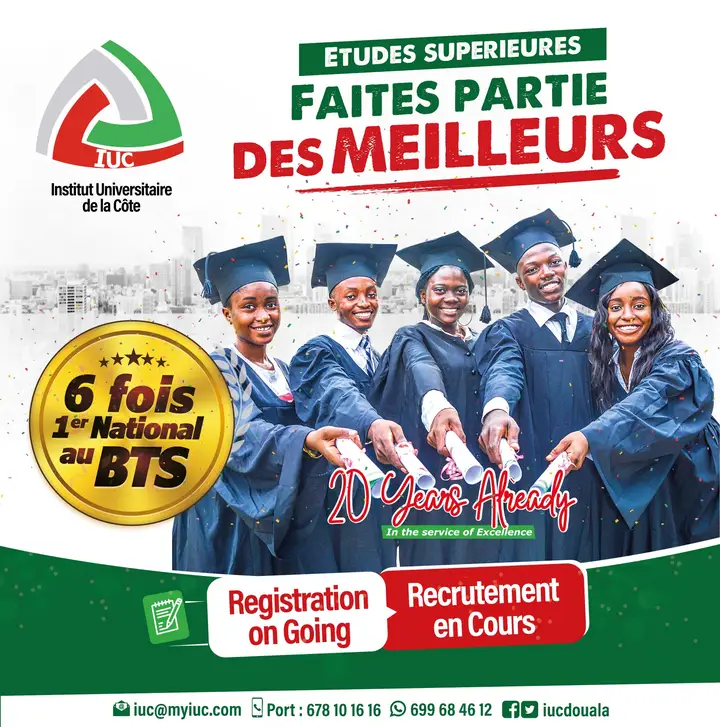 ETUDES SUPERIEURES
FAITES PARTIE
DES MEILLEURS
IUC
Institut Universitaire
de la Côte
6 fois
1er National
au BTS
20 Years Already
In the service of Excellence
Registration
on Going
Recrutement
en Cours
iuc@myiuc.com Port : 678 10 16 16 699 68 46 12 iucdouala